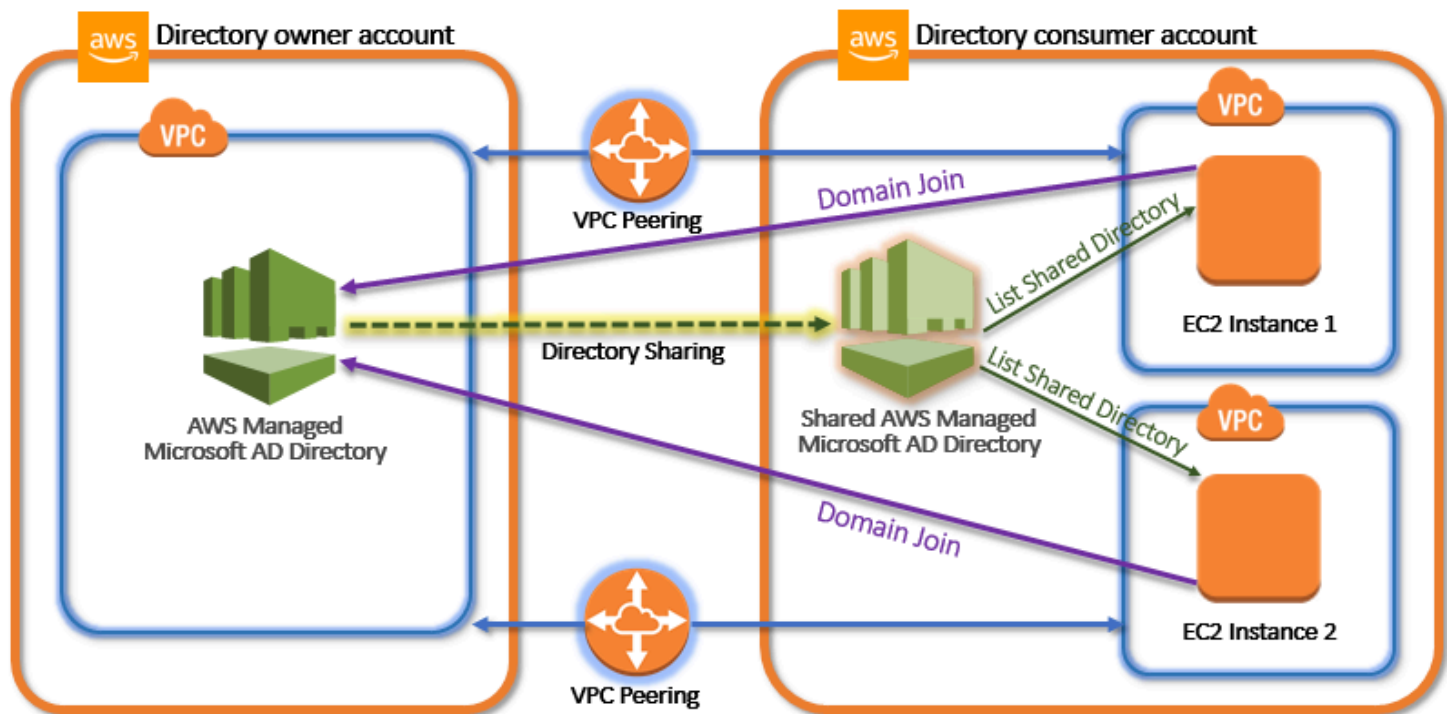 aws
Directory owner account
aws
Directory consumer account
VPC
VPC
VPC Peering
Domain Join
List Shared Directory
EC2 Instance 1
Directory Sharing
AWS Managed
Microsoft AD Directory
Shared AWS Managed
Microsoft AD Directory
List Shared Directory
VPC
Domain Join
EC2 Instance 2
VPC Peering